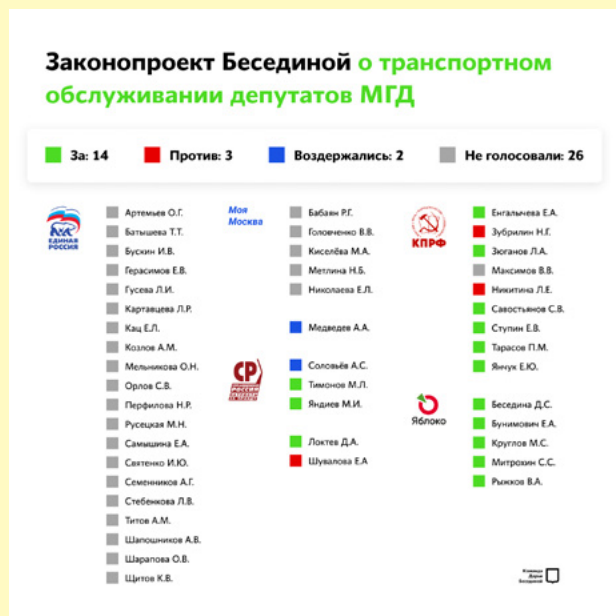 Законопроект Бесединой о транспортном
обслуживании депутатов МГД
За: 14
Против: 3
Воздержались: 2
Не голосовали: 26
ЕДИНАЯ
РОССИЯ
Артемьев О.Г.
Батышева Т.Т.
Бускин И.В.
Герасимов Е.В.
Гусева Л.И.
Картавцева Л.Р.
Кац Е.Л.
Козлов А.М.
Мельникова О.Н.
Орлов С.В.
Перфилова Н.Р.
Русецкая М.Н.
Самышина Е.А.
Святенко И.Ю.
Семенников А.Г.
Стебенкова Л.В.
Титов А.М.
Шапошников А.В.
Шарапова О.В.
Щитов К.В.
Моя
Москва
Бабаян Р.Г.
Головченко В.В.
Киселёва М.А.
Метлина Н.Б.
Николаева Е.Л.
Медведев А.А.
СР
Соловьёв А.С.
Тимонов М.Л.
Яндиев М.И.
Локтев Д.А.
Шувалова Е.А
КПРФ
Енгалычева Е.А.
Зубрилин Н.Г.
Зюганов Л.А.
Максимов В.В.
Никитина Л.Е.
Савостьянов С.В.
Ступин Е.В.
Тарасов П.М.
Янчук Е.Ю.
Яблоко
Беседина Д.С.
Бунимович Е.А.
Круглов М.С.
Митрохин С.С.
Рыжков В.А.
Команда
Дарьи
Бесединой